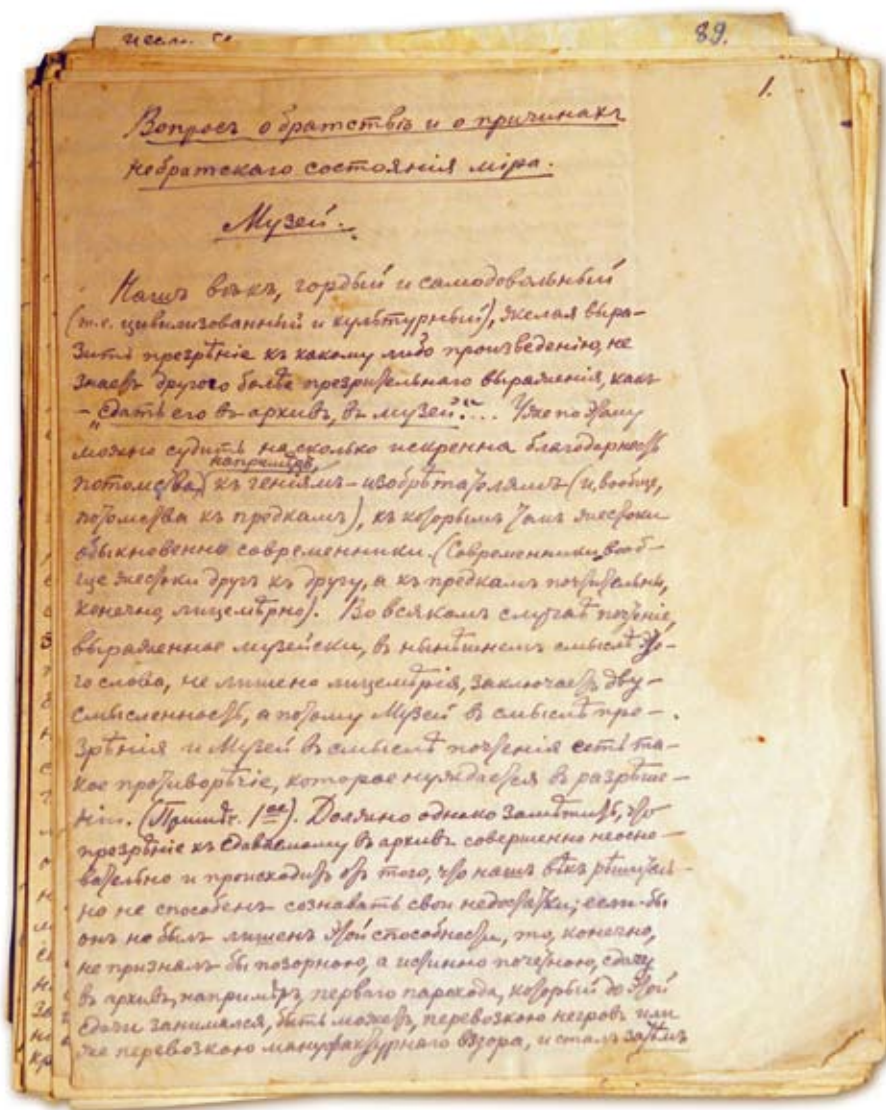 89.
1.
Вопросъ о братствѣ и о причинахъ
небратскаго состоянія міра.
Музей.
Нашъ вѣкъ, гордый и самодовольный
(т.е. цивилизованный и культурный), желая выра-
зить презрѣніе къ какому либо произведенію, не
знаетъ другого болѣе презрительнаго выраженія, какъ
– „сдать его въ архивъ, въ музей“... Уже по этому
можно судить на сколько искренна благодарность
напримѣръ,
потомства, къ геніямъ–изобрѣтателямъ (и, вообще,
потомства къ предкамъ), къ которымъ такъ жестоки
обыкновенно современники. (Современники вооб-
ще жестоки другъ къ другу, а къ предкамъ почтительны,
конечно, лицемѣрно). Во всякомъ случаѣ почтеніе,
выраженное музейски, въ нынѣшнемъ смыслѣ это-
го слова, не лишено лицемѣрія, заключаетъ дву-
смысленность, а потому Музей въ смыслѣ пре-
зрѣнія и Музей въ смыслѣ почтенія есть та-
кое противорѣчіе, которое нуждается въ разрѣше-
ніи. (Примѣч. 1ое). Должно однако замѣтить, что
презрѣніе къ сдаваемому въ архивъ совершенно неосно-
вательно и происходитъ отъ того, что нашъ вѣкъ рѣшитель-
но не способенъ сознавать свои недостатки; если-бы
онъ не былъ лишенъ этой способности, то, конечно,
не призналъ бы позорною, а истинно почетною, сдачу
въ архивъ, напримѣръ, перваго парохода, который до этой
сдачи занимался, быть можетъ, перевозкою негровъ или
же перевозкою мануфактурнаго вздора, и сталъ затѣмъ